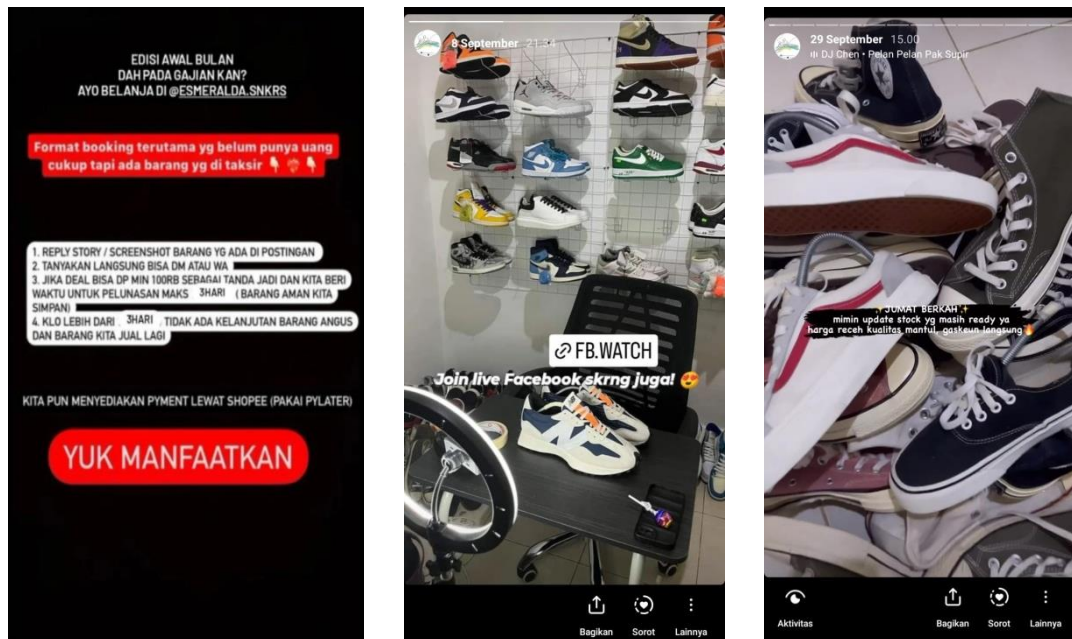 EDISI AWAL BULAN
DAH PADA GAJIAN KAN?
AYO BELANJA DI @ESMERALDA.SNKRS
Format booking terutama yg belum punya uang
cukup tapi ada barang yg di taksir
1. REPLY STORY / SCREENSHOT BARANG YG ADA DI POSTINGAN
2. TANYAKAN LANGSUNG BISA DM ATAU WA
3. JIKA DEAL BISA DP MIN 100RB SEBAGAI TANDA JADI DAN KITA BERI
WAKTU UNTUK PELUNASAN MAKS 3HARI (BARANG AMAN KITA
SIMPAN)
4. KLO LEBIH DARI 3HARI TIDAK ADA KELANJUTAN BARANG ANGUS
DAN BARANG KITA JUAL LAGI
KITA PUN MENYEDIAKAN PYMENT LEWAT SHOPEE (PAKAI PYLATER)
YUK MANFAATKAN
8 September 21.34
FB.WATCH
Join live Facebook skrng juga! 😍
Bagikan Sorot Lainnya
29 September 15.00
DJ Chen • Pelan Pelan Pak Supir
✨JUMAT BERKAH✨
mimin update stock yg masih ready ya
harga receh kualitas mantul, gaskeun langsung🔥
Aktivitas Bagikan Sorot Lainnya